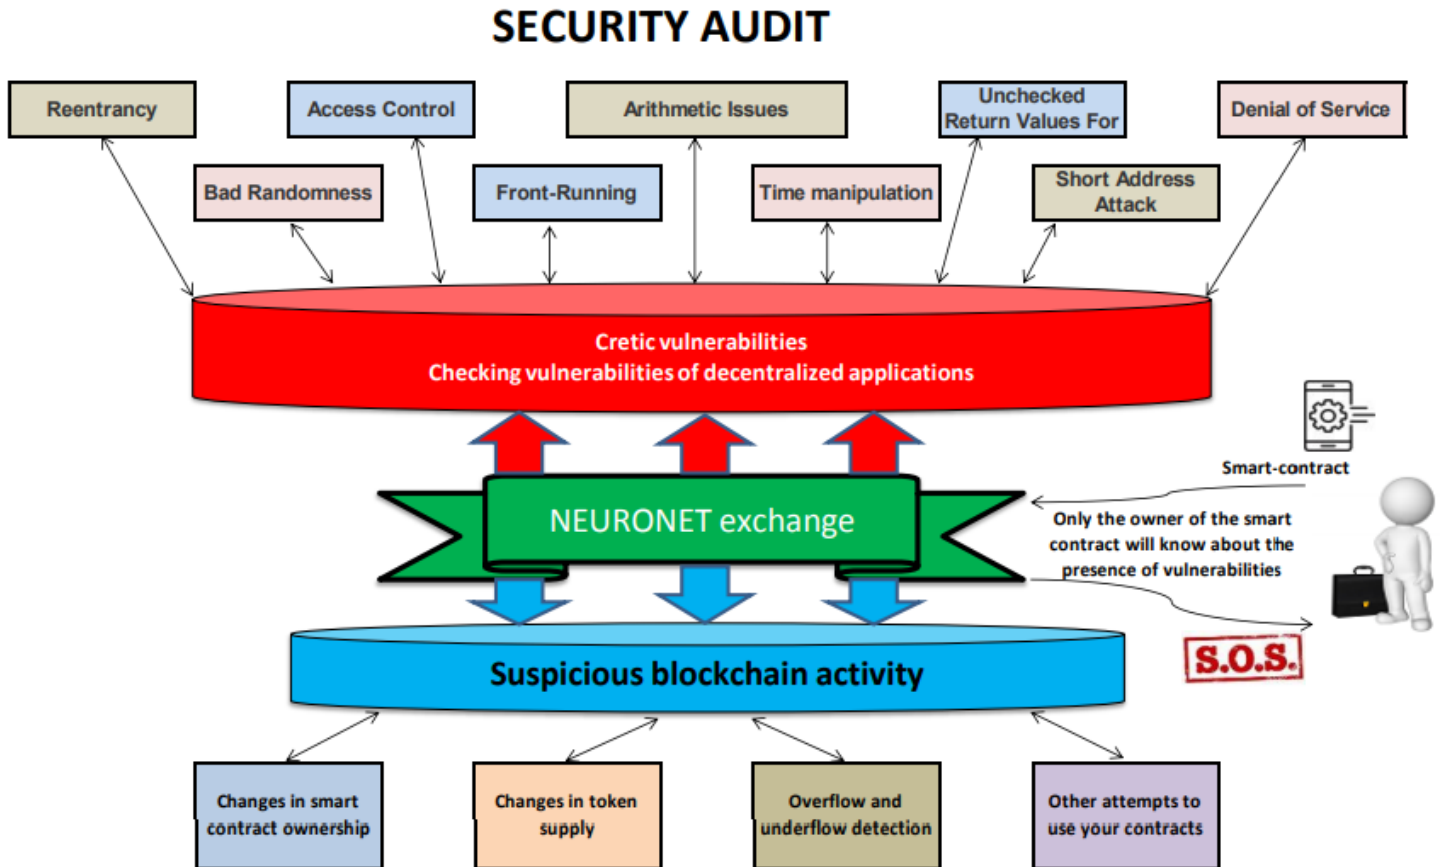 SECURITY AUDIT
Reentrancy
Access Control
Arithmetic Issues
Unchecked
Return Values For
Denial of Service
Bad Randomness
Front-Running
Time manipulation
Short Address
Attack
Cretic vulnerabilities
Checking vulnerabilities of decentralized applications
Smart-contract
NEURONET exchange
Only the owner of the smart
contract will know about the
presence of vulnerabilities
S.O.S.
Suspicious blockchain activity
Changes in smart
contract ownership
Changes in token
supply
Overflow and
underflow detection
Other attempts to
use your contracts